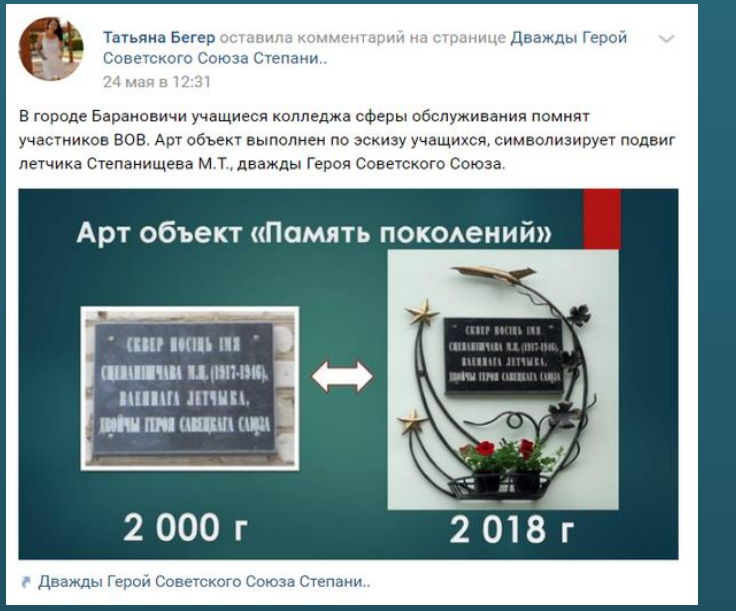 Татьяна Бегер оставила комментарий на странице Дважды Герой
Советского Союза Степани..
24 мая в 12:31
В городе Барановичи учащиеся колледжа сферы обслуживания помнят
участников ВОВ. Арт объект выполнен по эскизу учащихся, символизирует подвиг
летчика Степанищева М.Т., дважды Героя Советского Союза.
Арт объект «Память поколений»
СКВЕР НОСІЦЬ ІМЯ
СЦЕПАНІШЧАВА М.Ц. (1917-1946),
ВАЕННАГА ЛЕТЧЫКА,
ДВОЙЧЫ ГЕРОЯ САВЕЦКАГА САЮЗА
СКВЕР НОСІЦЬ ІМЯ
СЦЕПАНІШЧАВА М.Ц. (1917-1946),
ВАЕННАГА ЛЕТЧЫКА,
ДВОЙЧЫ ГЕРОЯ САВЕЦКАГА САЮЗА
2 000 г
2 018 г
Дважды Герой Советского Союза Степани..